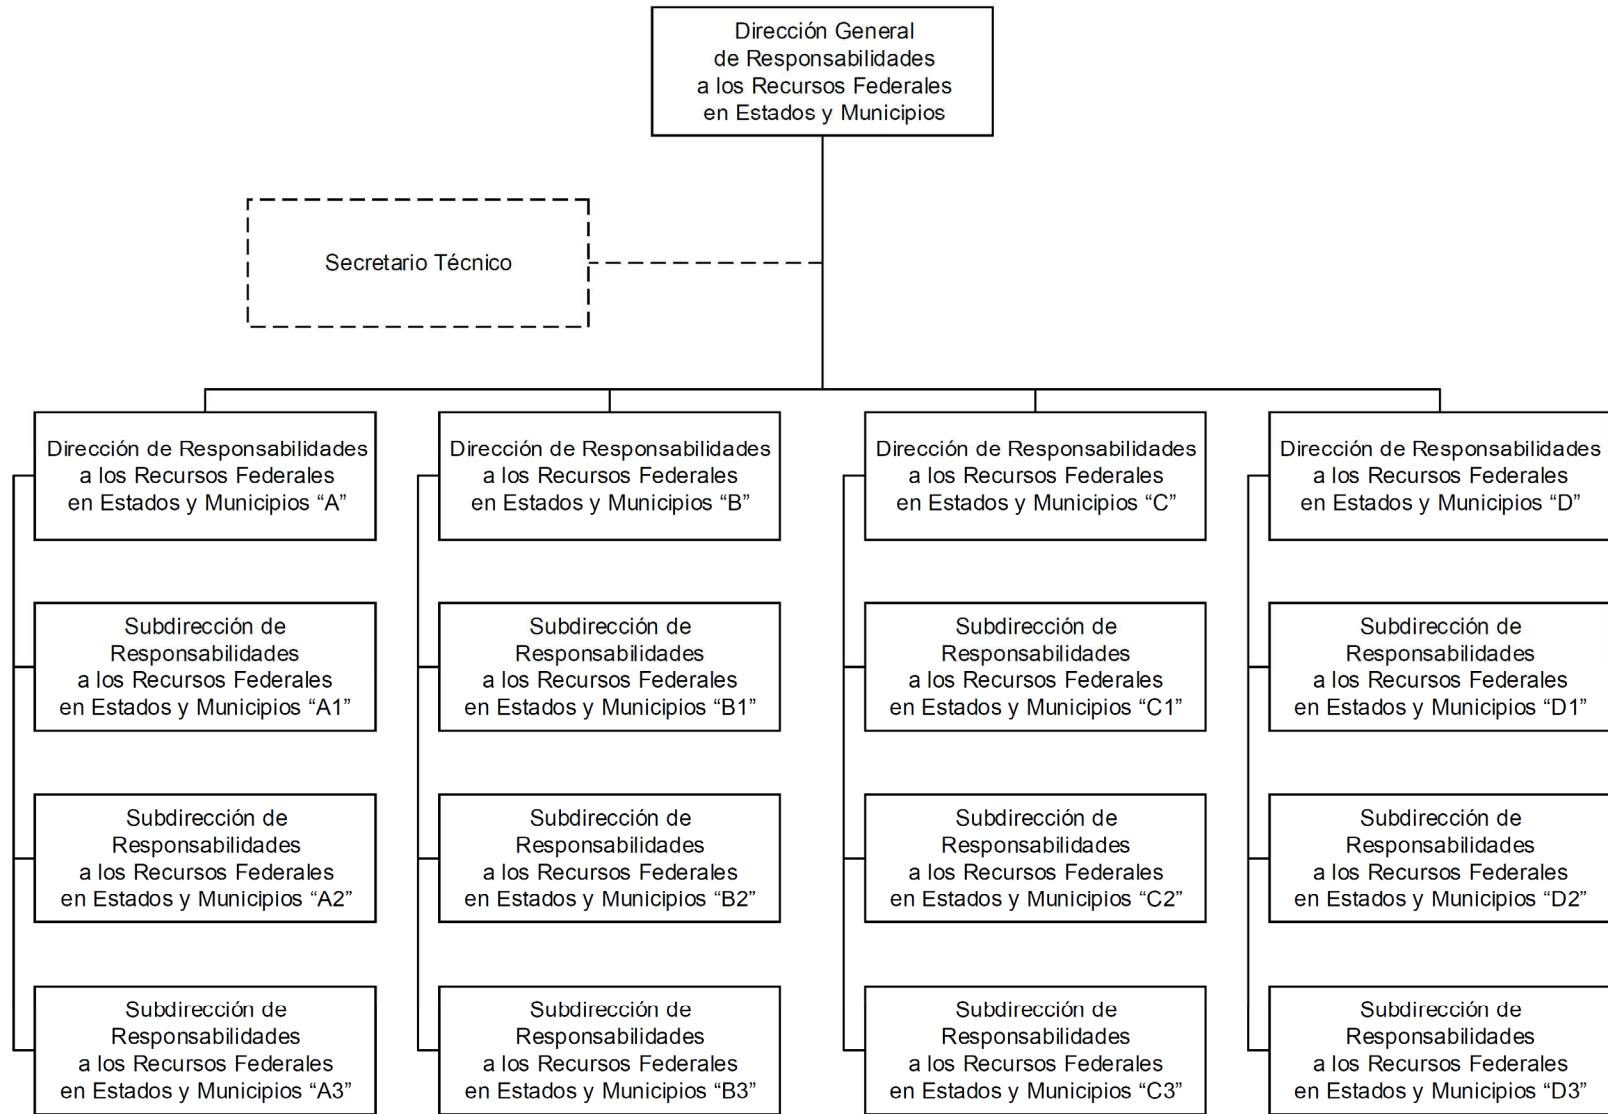 Dirección General
de Responsabilidades
a los Recursos Federales
en Estados y Municipios
Secretario Técnico
Dirección de Responsabilidades
a los Recursos Federales
en Estados y Municipios “A”
Dirección de Responsabilidades
a los Recursos Federales
en Estados y Municipios “B”
Dirección de Responsabilidades
a los Recursos Federales
en Estados y Municipios “C”
Dirección de Responsabilidades
a los Recursos Federales
en Estados y Municipios “D”
Subdirección de
Responsabilidades
a los Recursos Federales
en Estados y Municipios “A1”
Subdirección de
Responsabilidades
a los Recursos Federales
en Estados y Municipios “B1”
Subdirección de
Responsabilidades
a los Recursos Federales
en Estados y Municipios “C1”
Subdirección de
Responsabilidades
a los Recursos Federales
en Estados y Municipios “D1”
Subdirección de
Responsabilidades
a los Recursos Federales
en Estados y Municipios “A2”
Subdirección de
Responsabilidades
a los Recursos Federales
en Estados y Municipios “B2”
Subdirección de
Responsabilidades
a los Recursos Federales
en Estados y Municipios “C2”
Subdirección de
Responsabilidades
a los Recursos Federales
en Estados y Municipios “D2”
Subdirección de
Responsabilidades
a los Recursos Federales
en Estados y Municipios “A3”
Subdirección de
Responsabilidades
a los Recursos Federales
en Estados y Municipios “B3”
Subdirección de
Responsabilidades
a los Recursos Federales
en Estados y Municipios “C3”
Subdirección de
Responsabilidades
a los Recursos Federales
en Estados y Municipios “D3”